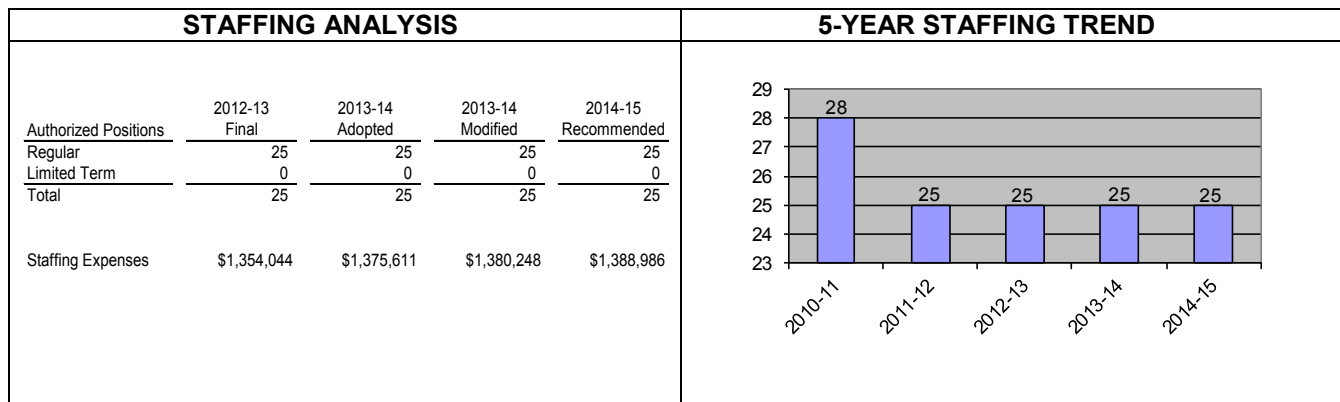 STAFFING ANALYSIS
2012-13 2013-14 2013-14 2014-15
Authorized Positions Final Adopted Modified Recommended
Regular 25 25 25 25
Limited Term 0 0 0 0
Total 25 25 25 25
Staffing Expenses $1,354,044 $1,375,611 $1,380,248 $1,388,986
5-YEAR STAFFING TREND
29
28
27
26
25
24
23
28 25 25 25 25
2010-11 2011-12 2012-13 2013-14 2014-15